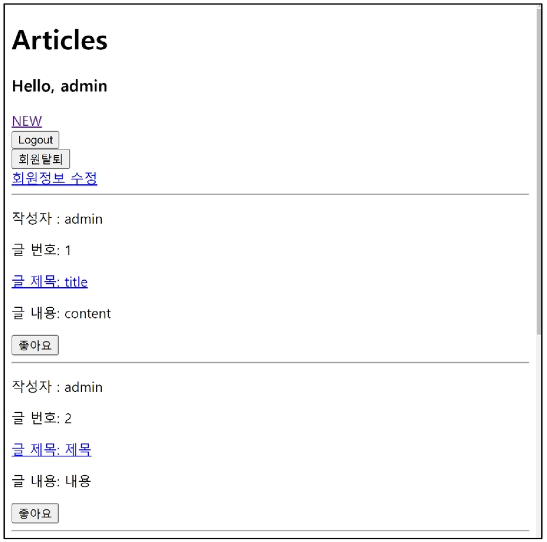 Articles
Hello, admin
NEW
Logout
회원탈퇴
회원정보 수정
작성자 : admin
글 번호: 1
글 제목: title
글 내용: content
좋아요
작성자 : admin
글 번호: 2
글 제목: 제목
글 내용: 내용
좋아요